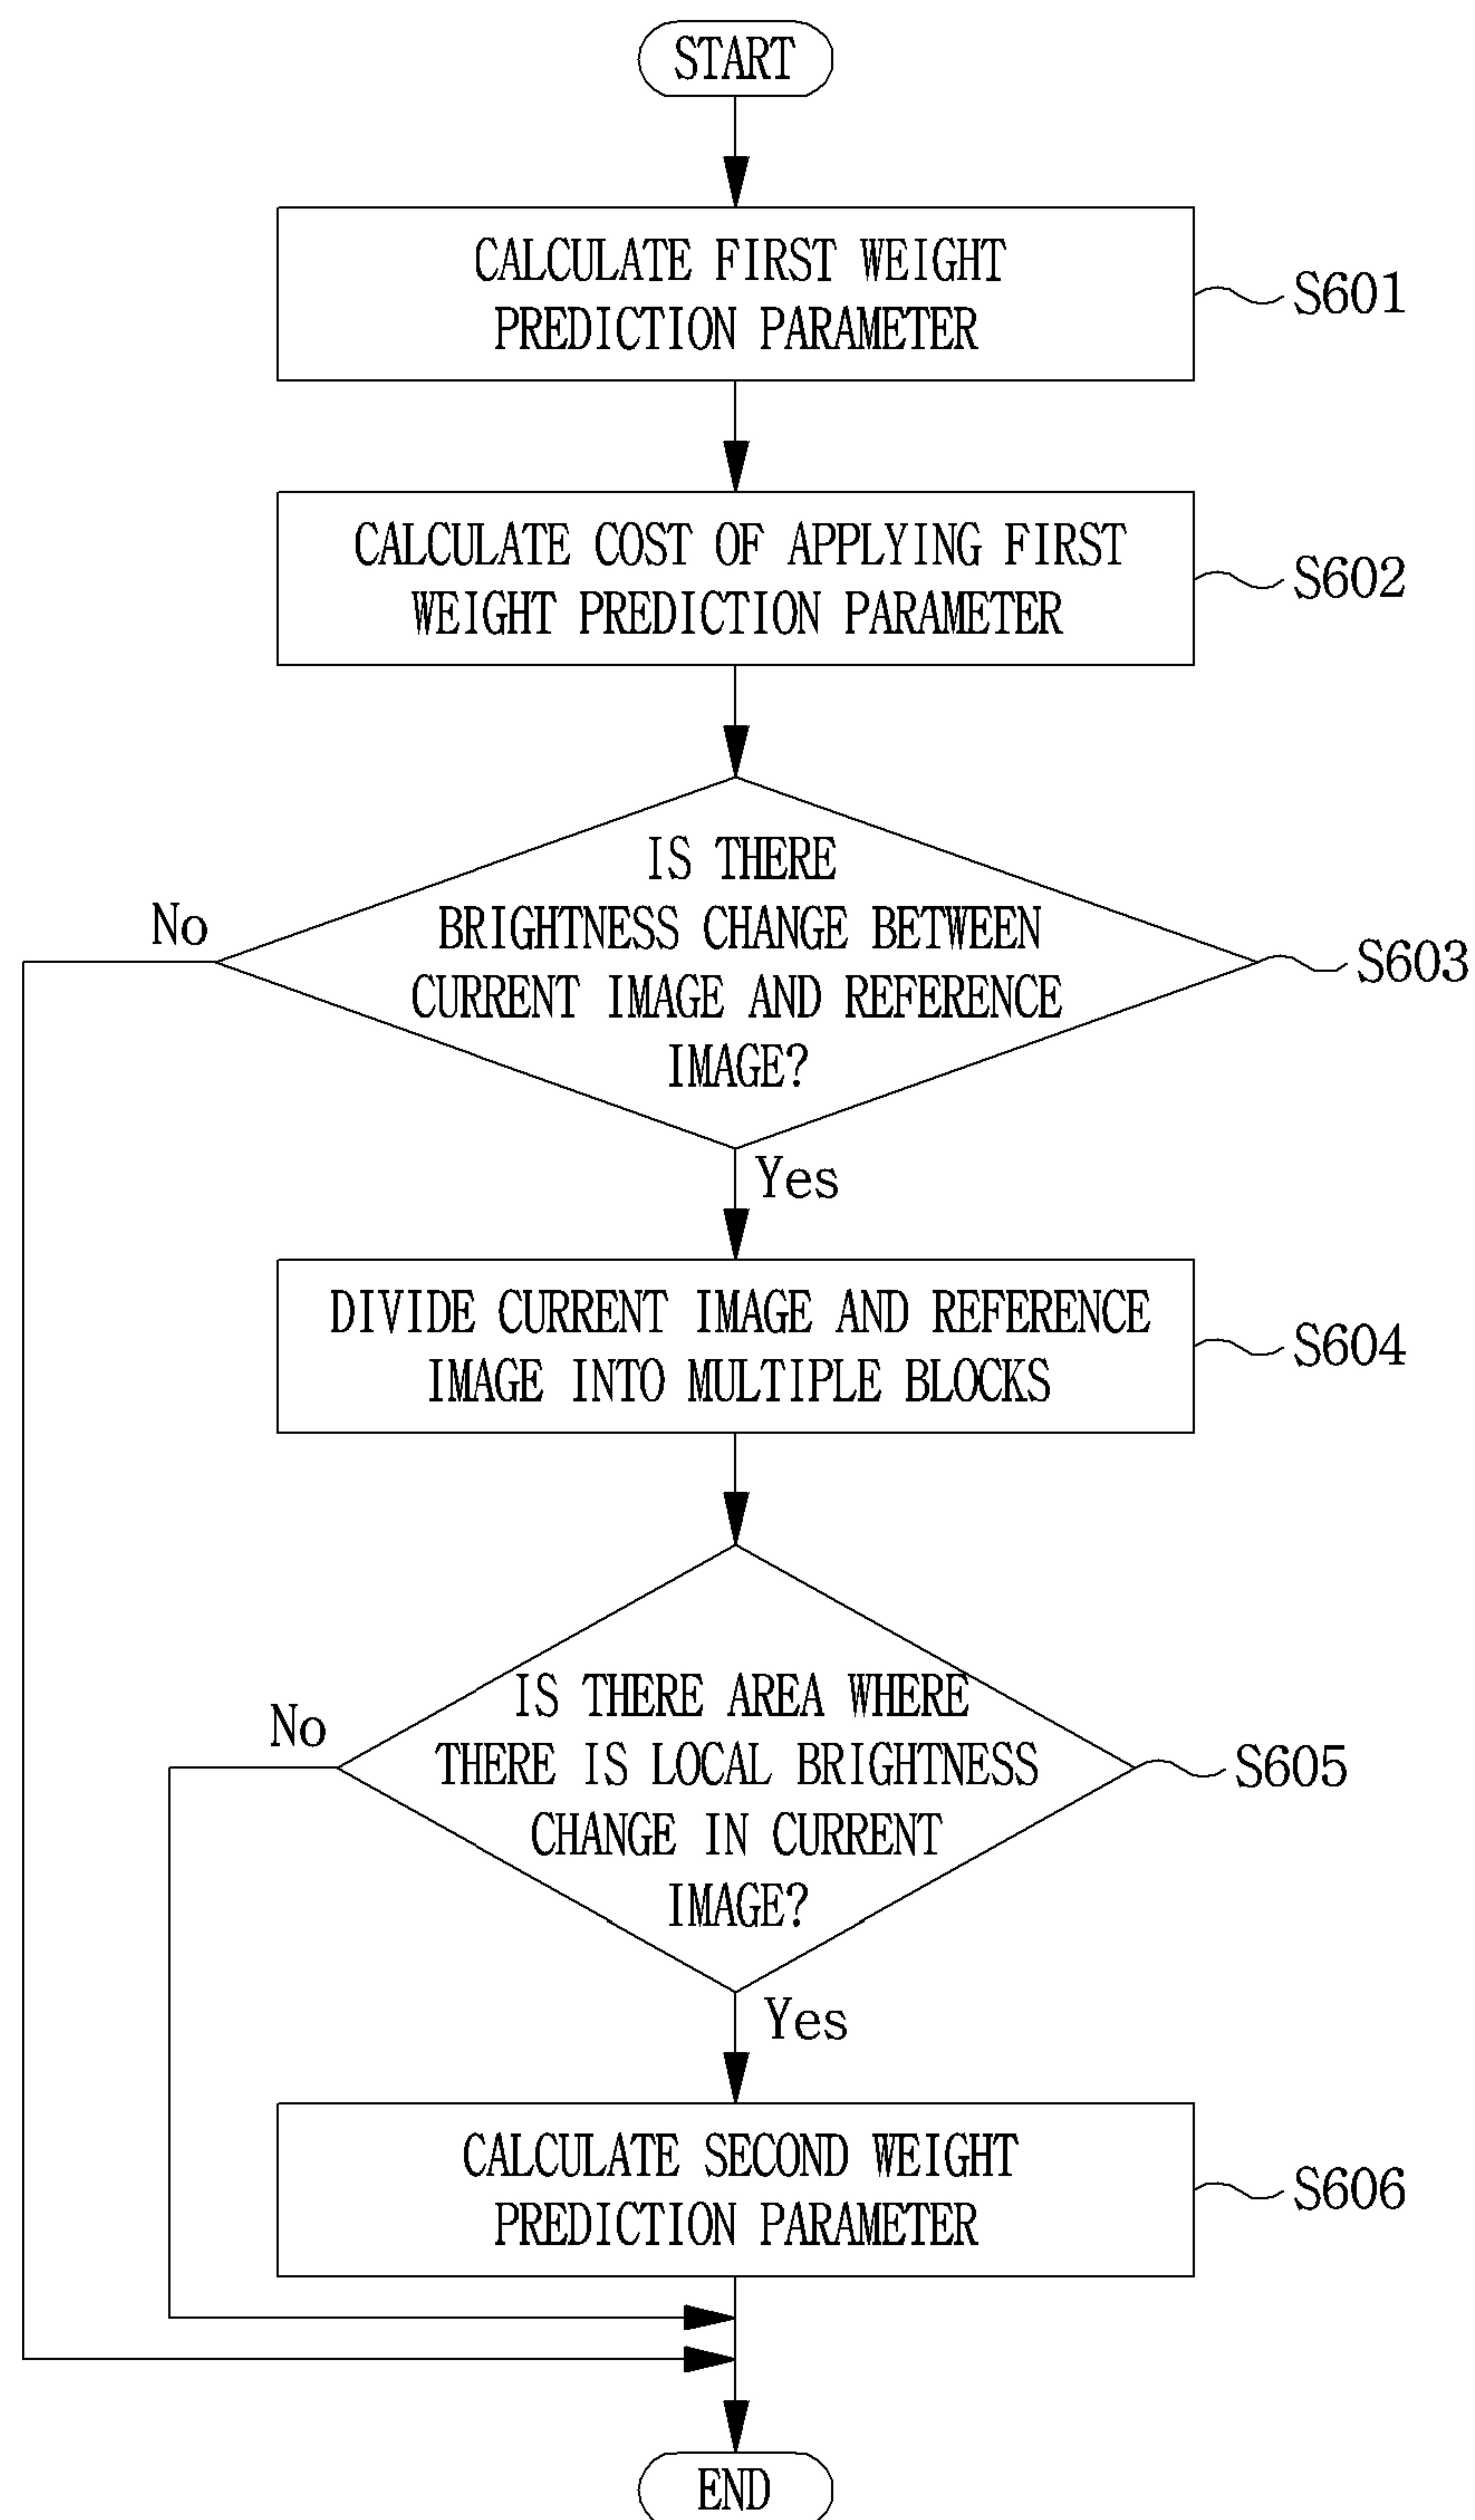 START
CALCULATE FIRST WEIGHT
PREDICTION PARAMETER
S601
CALCULATE COST OF APPLYING FIRST
WEIGHT PREDICTION PARAMETER
S602
IS THERE
BRIGHTNESS CHANGE BETWEEN
CURRENT IMAGE AND REFERENCE
IMAGE?
No
S603
Yes
DIVIDE CURRENT IMAGE AND REFERENCE
IMAGE INTO MULTIPLE BLOCKS
S604
IS THERE AREA WHERE
THERE IS LOCAL BRIGHTNESS
CHANGE IN CURRENT
IMAGE?
No
S605
Yes
CALCULATE SECOND WEIGHT
PREDICTION PARAMETER
S606
END